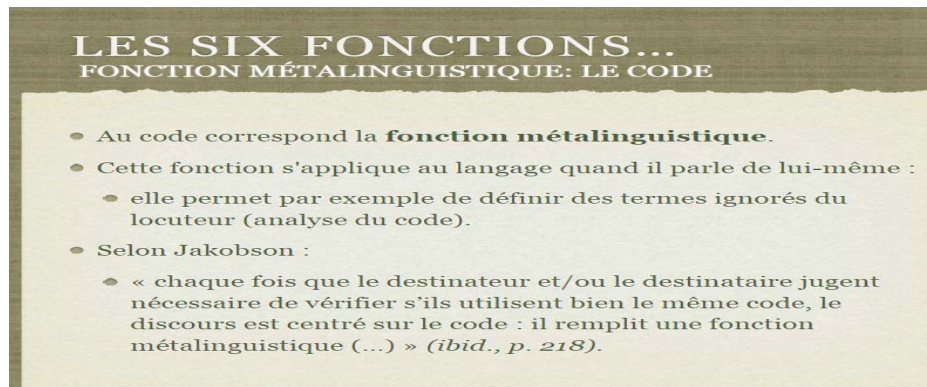 LES SIX FONCTIONS...
FONCTION MÉTALINGUISTIQUE: LE CODE
Au code correspond la fonction métalinguistique.
Cette fonction s'applique au langage quand il parle de lui-même :
elle permet par exemple de définir des termes ignorés du
locuteur (analyse du code).
Selon Jakobson :
« chaque fois que le destinateur et/ou le destinataire jugent
nécessaire de vérifier s'ils utilisent bien le même code, le
discours est centré sur le code : il remplit une fonction
métalinguistique (...) » (ibid., p. 218).